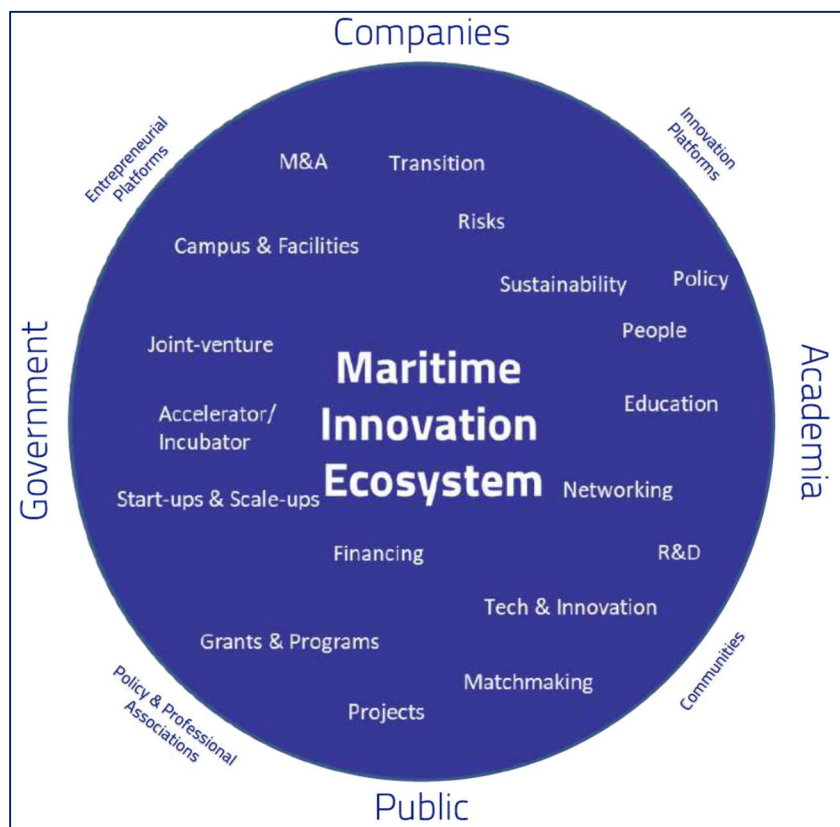 Companies
Entrepreneurial
Platforms
Innovation
Platforms
M&A
Transition
Risks
Campus & Facilities
Sustainability
Policy
People
Government
Joint-venture
Maritime
Innovation
Ecosystem
Academia
Education
Accelerator/
Incubator
Start-ups & Scale-ups
Networking
Financing
R&D
Tech & Innovation
Grants & Programs
Matchmaking
Projects
Policy & Professional
Associations
Communities
Public